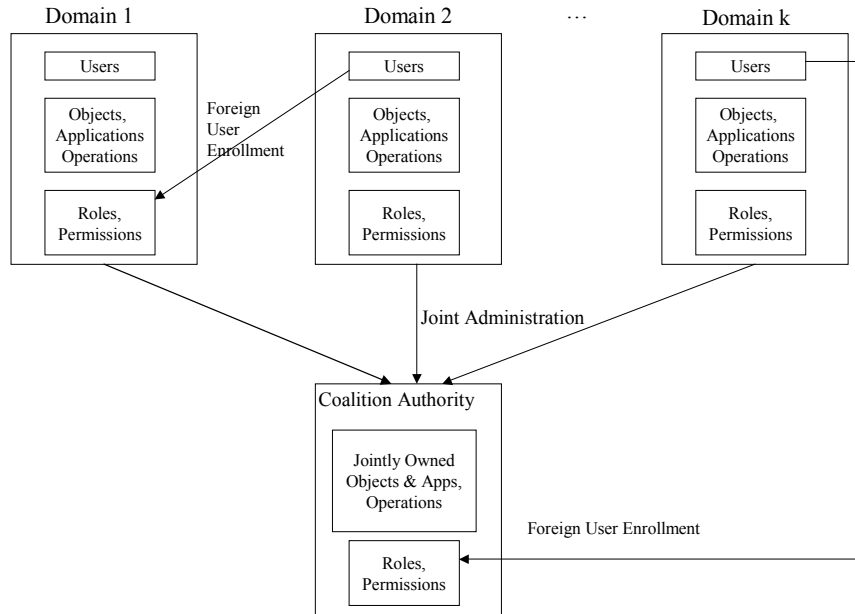 Domain 1
Domain 2
…
Domain k
Users
Objects,
Applications
Operations
Roles,
Permissions
Foreign
User
Enrollment
Users
Objects,
Applications
Operations
Roles,
Permissions
Users
Objects,
Applications
Operations
Roles,
Permissions
Joint Administration
Coalition Authority
Jointly Owned
Objects & Apps,
Operations
Roles,
Permissions
Foreign User Enrollment